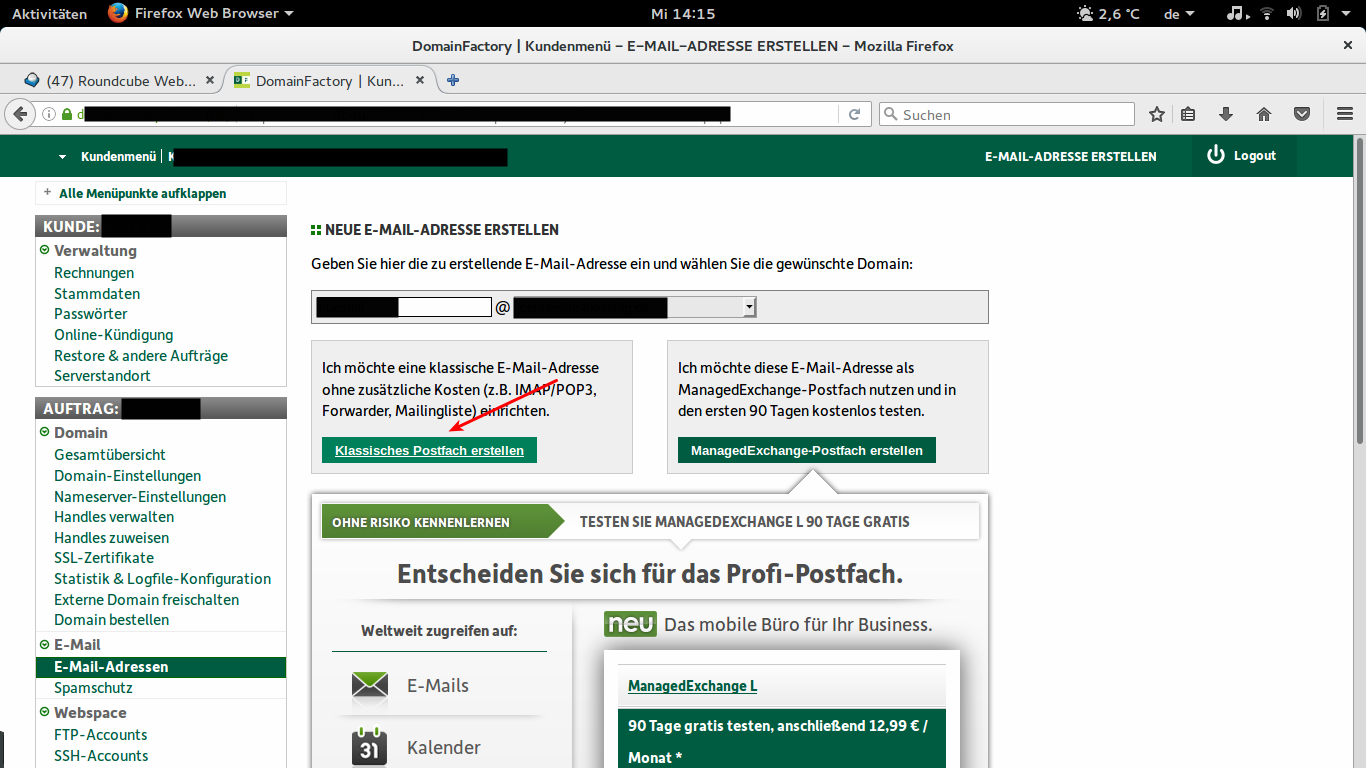 Aktivitäten
Firefox Web Browser
Mi 14:15
2,6 °C
de
DomainFactory | Kundenmenü – E-MAIL-ADRESSE ERSTELLEN – Mozilla Firefox
(47) Roundcube Web...
DomainFactory | Kun...
d
Suchen
Kundenmenü | K
E-MAIL-ADRESSE ERSTELLEN
Logout
+ Alle Menüpunkte aufklappen
KUNDE:
Verwaltung
Rechnungen
Stammdaten
Passwörter
Online-Kündigung
Restore & andere Aufträge
Serverstandort
AUFTRAG:
Domain
Gesamtübersicht
Domain-Einstellungen
Nameserver-Einstellungen
Handles verwalten
Handles zuweisen
SSL-Zertifikate
Statistik & Logfile-Konfiguration
Externe Domain freischalten
Domain bestellen
E-Mail
E-Mail-Adressen
Spamschutz
Webspace
FTP-Accounts
SSH-Accounts
NEUE E-MAIL-ADRESSE ERSTELLEN
Geben Sie hier die zu erstellende E-Mail-Adresse ein und wählen Sie die gewünschte Domain:
@
Ich möchte eine klassische E-Mail-Adresse
ohne zusätzliche Kosten (z.B. IMAP/POP3,
Forwarder, Mailingliste) einrichten.
Klassisches Postfach erstellen
Ich möchte diese E-Mail-Adresse als
ManagedExchange-Postfach nutzen und in
den ersten 90 Tagen kostenlos testen.
ManagedExchange-Postfach erstellen
OHNE RISIKO KENNENLERNEN
TESTEN SIE MANAGEDEXCHANGE L 90 TAGE GRATIS
Entscheiden Sie sich für das Profi-Postfach.
Weltweit zugreifen auf:
E-Mails
31
Kalender
neu Das mobile Büro für Ihr Business.
ManagedExchange L
90 Tage gratis testen, anschließend 12,99 € /
Monat *